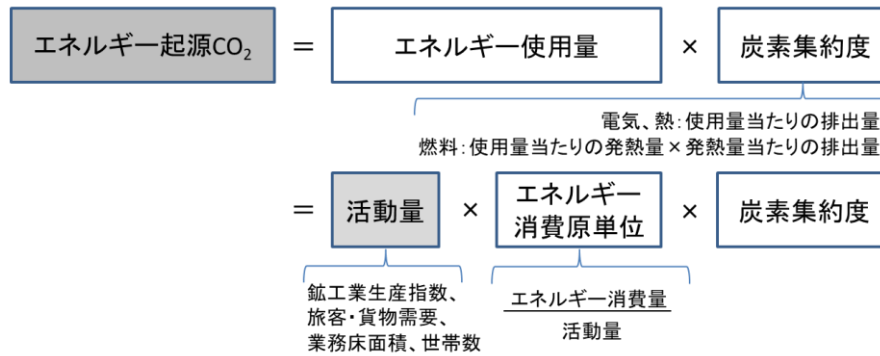 エネルギー起源CO₂ = エネルギー使用量 × 炭素集約度
電気、熱：使用量当たりの排出量
燃料：使用量当たりの発熱量×発熱量当たりの排出量
= 活動量 × エネルギー消費原単位 × 炭素集約度
鉱工業生産指数、
旅客・貨物需要、
業務床面積、世帯数
エネルギー消費量
活動量